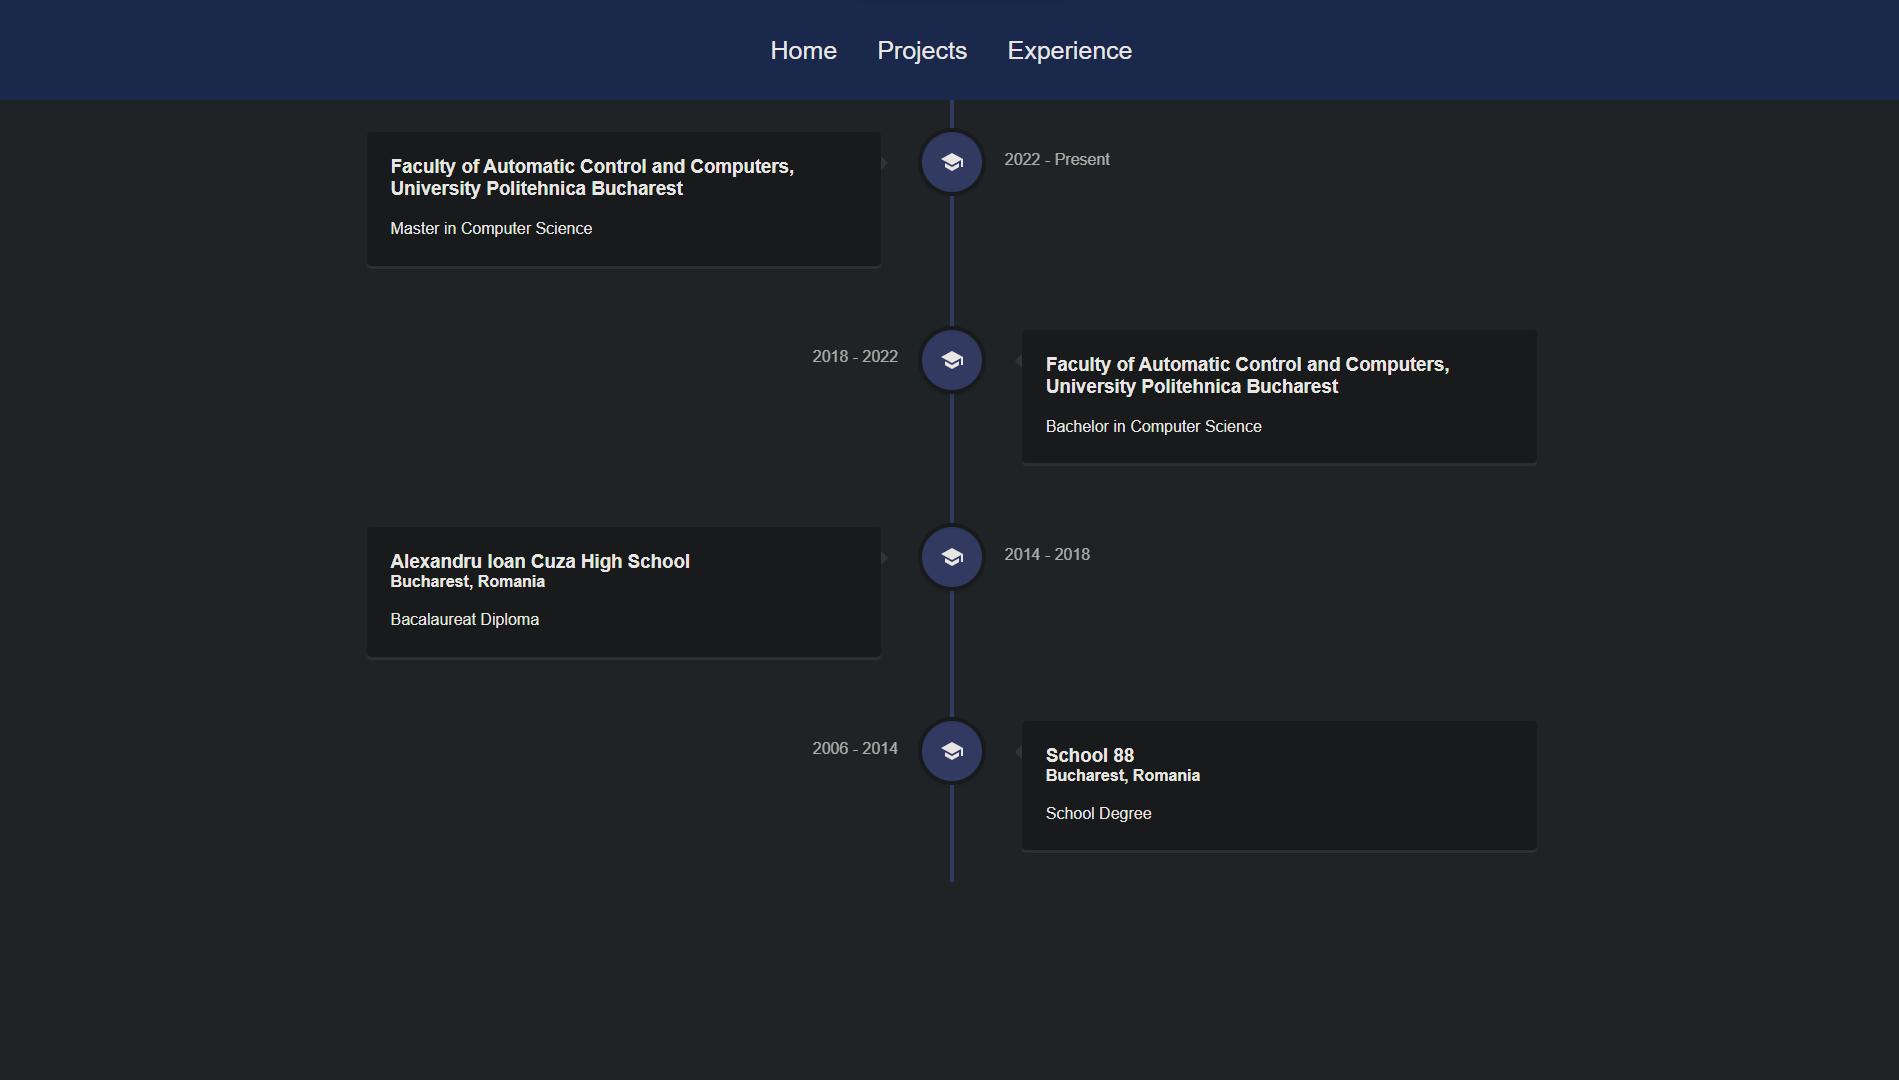 Home
Projects
Experience
Faculty of Automatic Control and Computers,
University Politehnica Bucharest
Master in Computer Science
2022 - Present
2018 - 2022
Faculty of Automatic Control and Computers,
University Politehnica Bucharest
Bachelor in Computer Science
Alexandru Ioan Cuza High School
Bucharest, Romania
Bacalaureat Diploma
2014 - 2018
2006 - 2014
School 88
Bucharest, Romania
School Degree